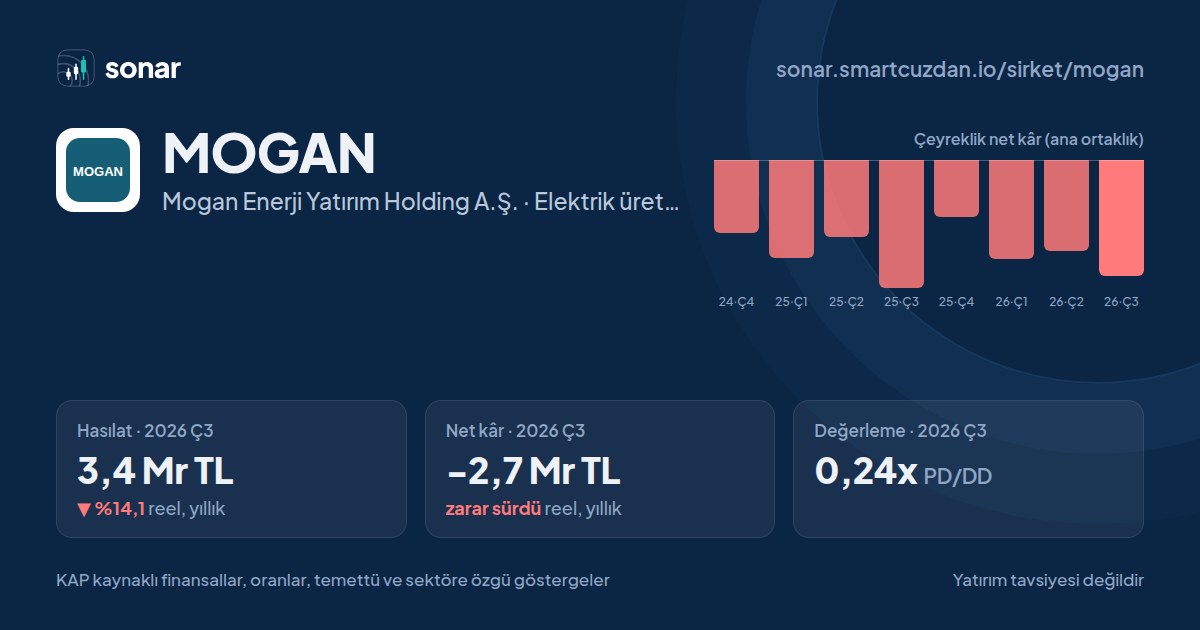 sonar
sonar.smartcuzdan.io/sirket/mogan
MOGAN
MOGAN
Mogan Enerji Yatırım Holding A.Ş. · Elektrik üret...
Çeyreklik net kâr (ana ortaklık)
24·Ç4 25·Ç1 25·Ç2 25·Ç3 25·Ç4 26·Ç1 26·Ç2 26·Ç3
Hasılat · 2026 Ç3
3,4 Mr TL
▼ %14,1 reel, yıllık
Net kâr · 2026 Ç3
−2,7 Mr TL
zarar sürdü reel, yıllık
Değerleme · 2026 Ç3
0,24x PD/DD
KAP kaynaklı finansallar, oranlar, temettü ve sektöre özgü göstergeler
Yatırım tavsiyesi değildir